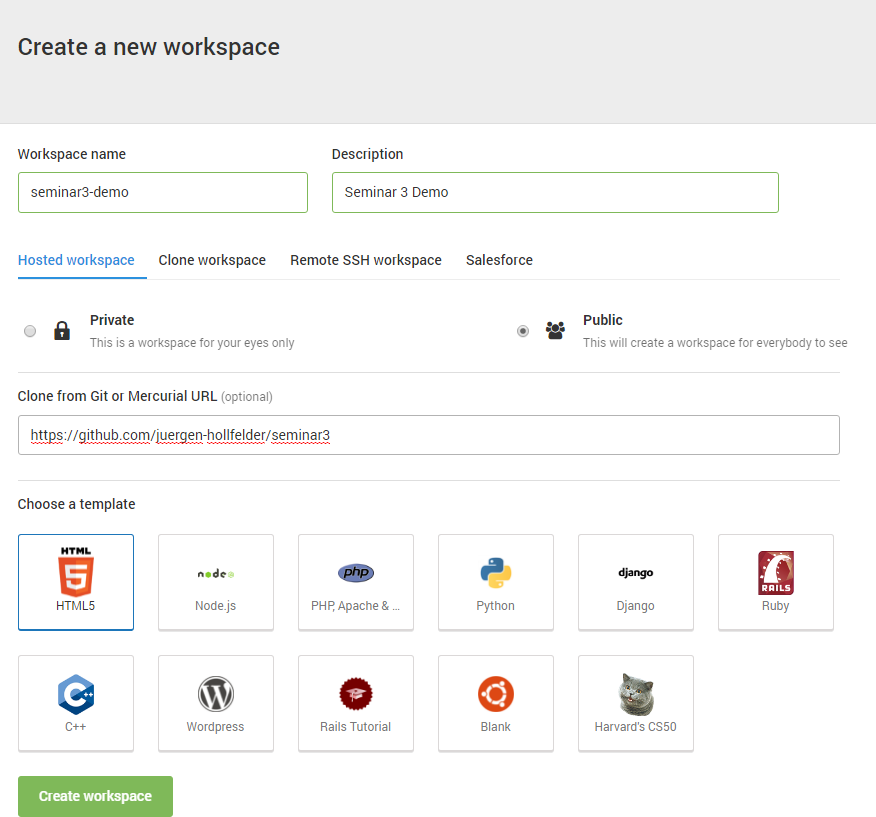 Create a new workspace
Workspace name
Description
seminar3-demo
Seminar 3 Demo
Hosted workspace
Clone workspace
Remote SSH workspace
Salesforce
Private
This is a workspace for your eyes only
Public
This will create a workspace for everybody to see
Clone from Git or Mercurial URL (optional)
https://github.com/juergen-hollfelder/seminar3
Choose a template
HTML
5
HTML5
node
Node.js
php
PHP, Apache & ...
Python
django
Django
RAILS
Ruby
C++
C++
W
Wordpress
Rails Tutorial
Blank
Harvard's CS50
Create workspace